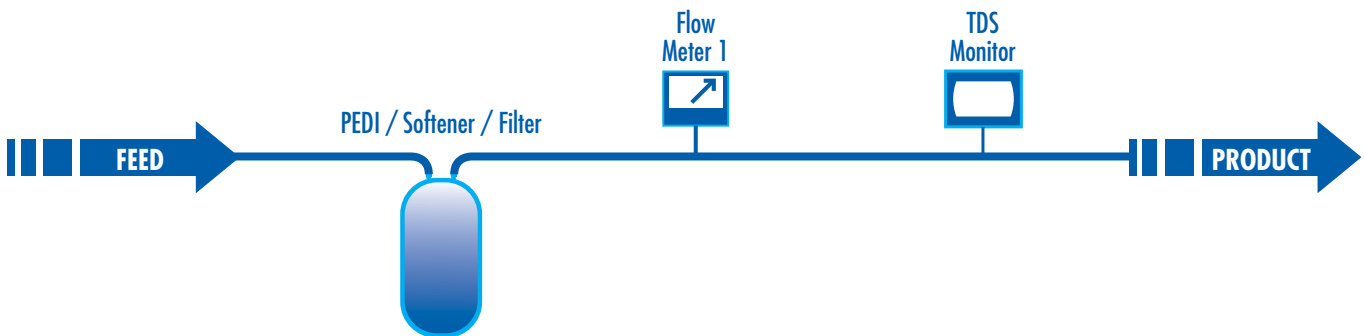 Flow
Meter 1
TDS
Monitor
PEDI / Softener / Filter
FEED
PRODUCT